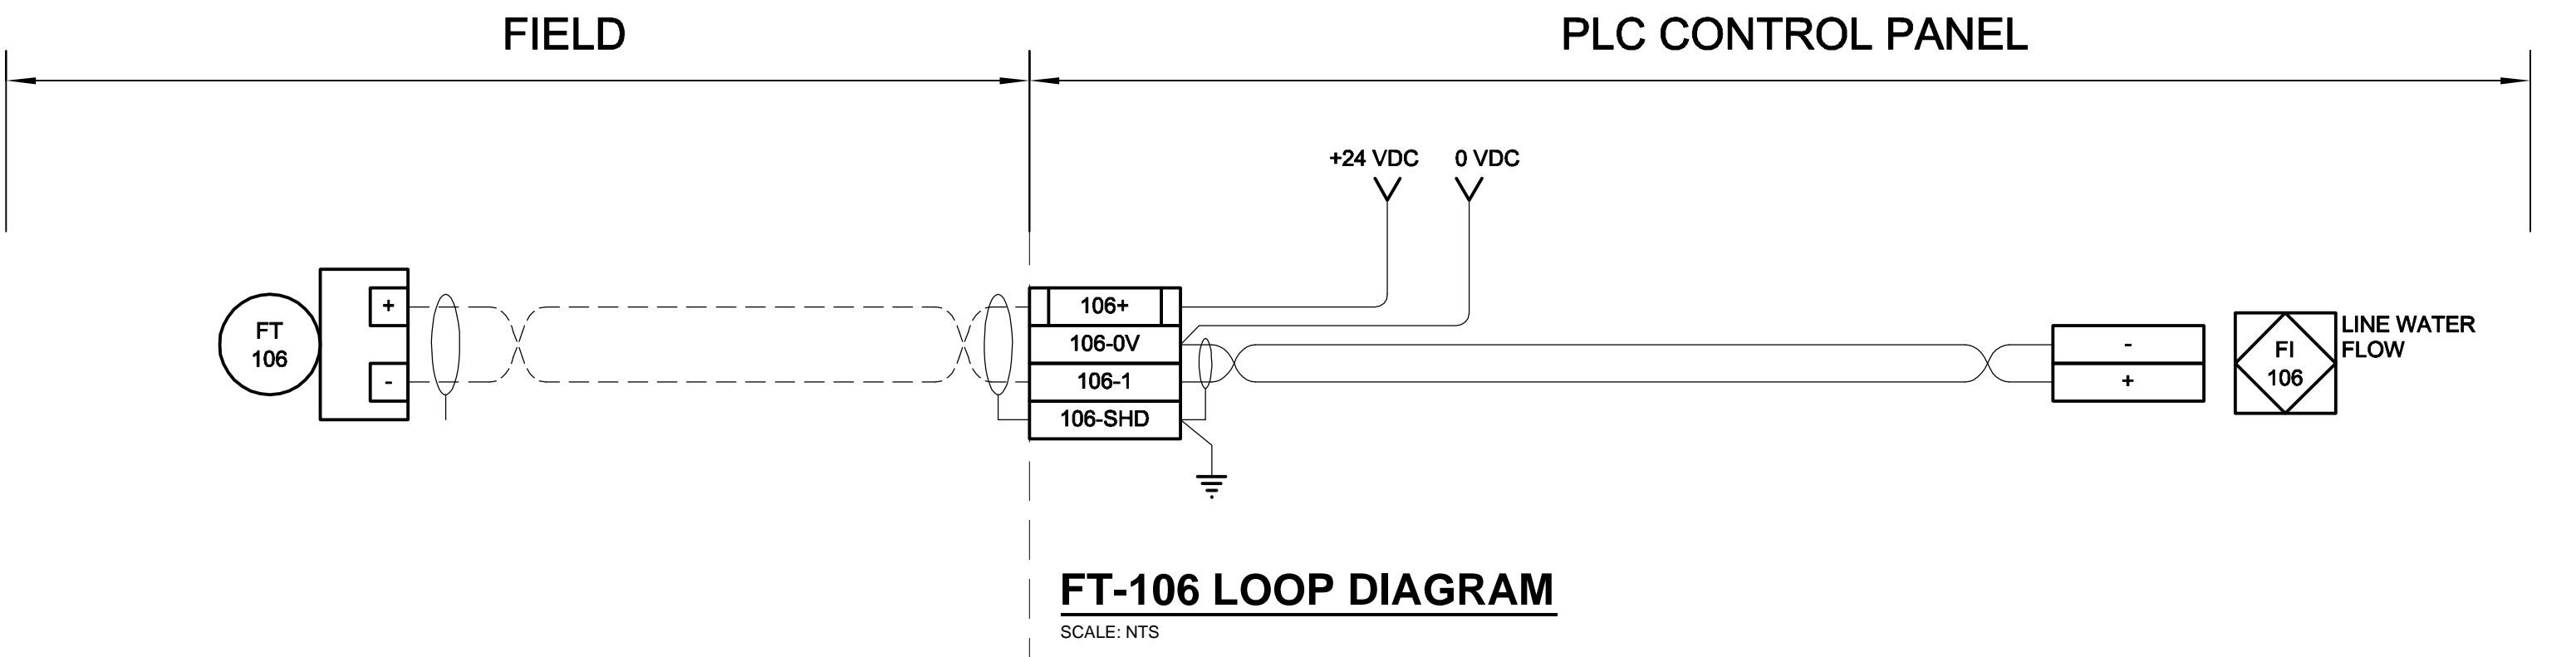 FIELD
PLC CONTROL PANEL
+24 VDC
0 VDC
FT
106
+
-
106+
106-0V
106-1
106-SHD
-
+
FI
106
LINE WATER
FLOW
FT-106 LOOP DIAGRAM
SCALE: NTS